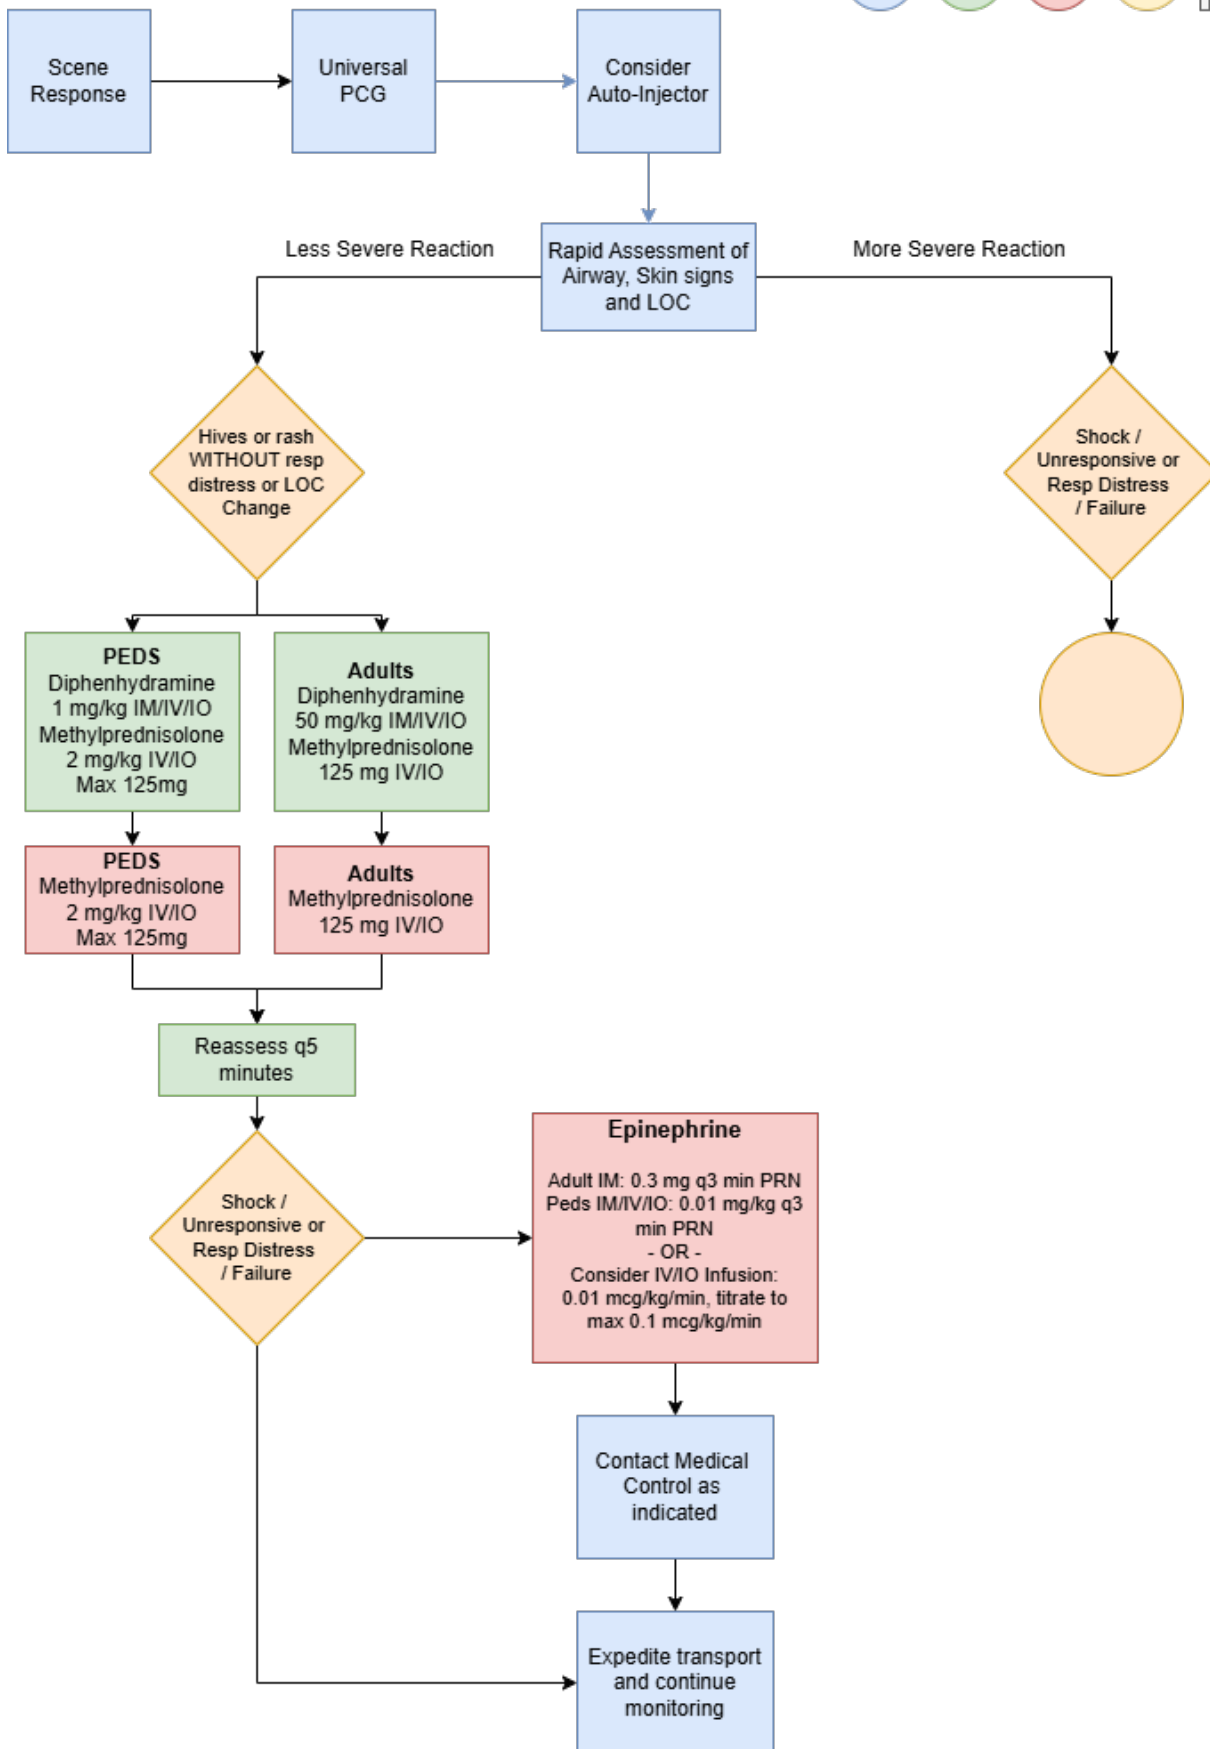 Scene
Response
Universal
PCG
Consider
Auto-Injector
Less Severe Reaction
Rapid Assessment of
Airway, Skin signs
and LOC
More Severe Reaction
Hives or rash
WITHOUT resp
distress or LOC
Change
Shock /
Unresponsive or
Resp Distress
/ Failure
PEDS
Diphenhydramine
1 mg/kg IM/IV/IO
Methylprednisolone
2 mg/kg IV/IO
Max 125mg
Adults
Diphenhydramine
50 mg/kg IM/IV/IO
Methylprednisolone
125 mg IV/IO
PEDS
Methylprednisolone
2 mg/kg IV/IO
Max 125mg
Adults
Methylprednisolone
125 mg IV/IO
Reassess q5
minutes
Shock /
Unresponsive or
Resp Distress
/ Failure
Epinephrine
Adult IM: 0.3 mg q3 min PRN
Peds IM/IV/IO: 0.01 mg/kg q3
min PRN
- OR -
Consider IV/IO Infusion:
0.01 mcg/kg/min, titrate to
max 0.1 mcg/kg/min
Contact Medical
Control as
indicated
Expedite transport
and continue
monitoring